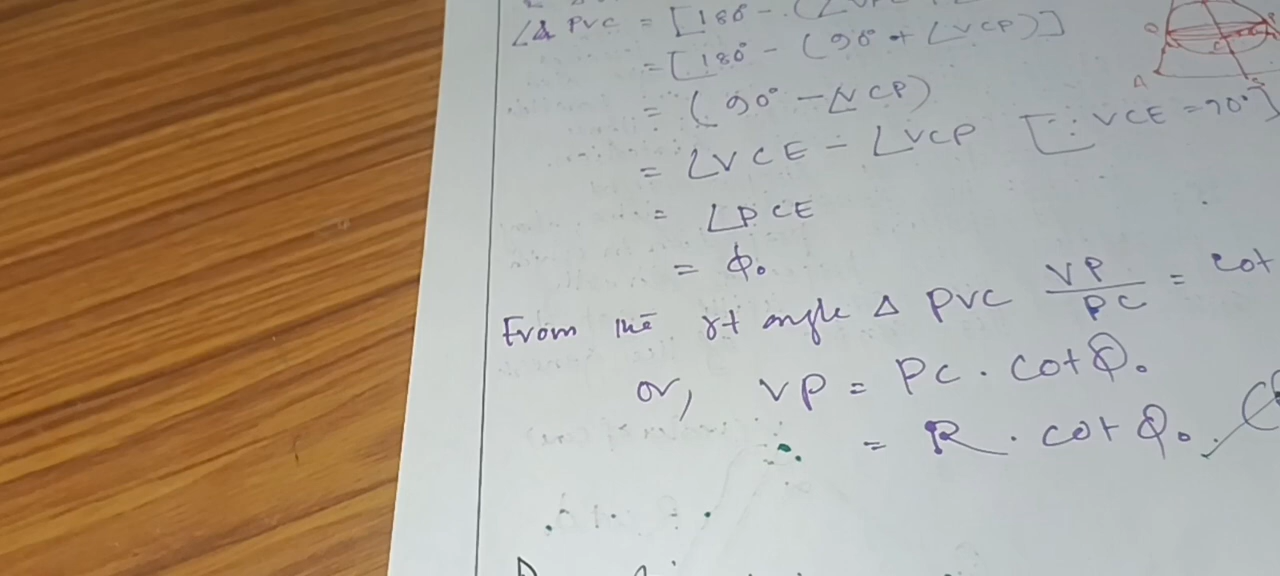 ∠Δ PVC = [180° - (∠VPC
= [180° - (90° + ∠VCP)]
= (90° - ∠VCP)
= ∠VCE - ∠VCP [∵ VCE = 90°]
= ∠PCE
= φ₀
From the rt angle Δ PVC VP/PC = cot
or, VP = PC . cot φ₀
= R . cot φ₀.